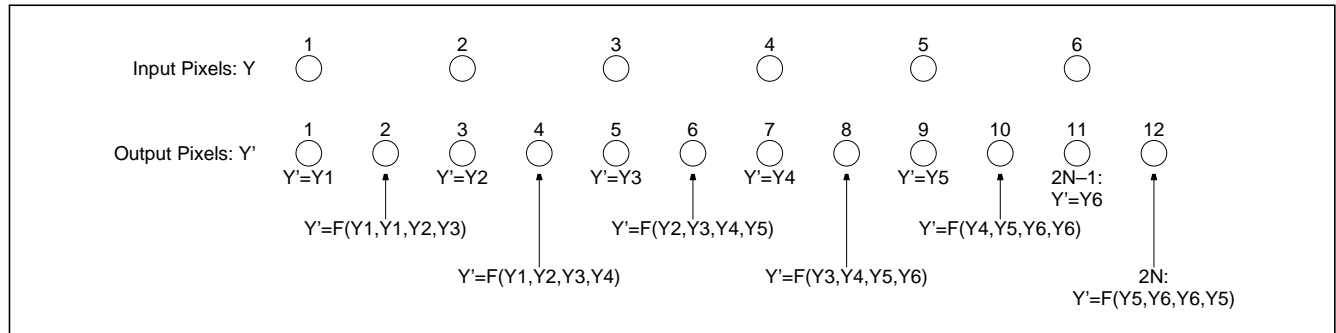 1 2 3 4 5 6
Input Pixels: Y
1 2 3 4 5 6 7 8 9 10 11 12
Output Pixels: Y’
Y’=Y1 Y’=Y2 Y’=Y3 Y’=Y4 Y’=Y5 2N–1:
Y’=Y6
Y’=F(Y1,Y1,Y2,Y3) Y’=F(Y2,Y3,Y4,Y5) Y’=F(Y4,Y5,Y6,Y6)
Y’=F(Y1,Y2,Y3,Y4) Y’=F(Y3,Y4,Y5,Y6) 2N:
Y’=F(Y5,Y6,Y6,Y5)